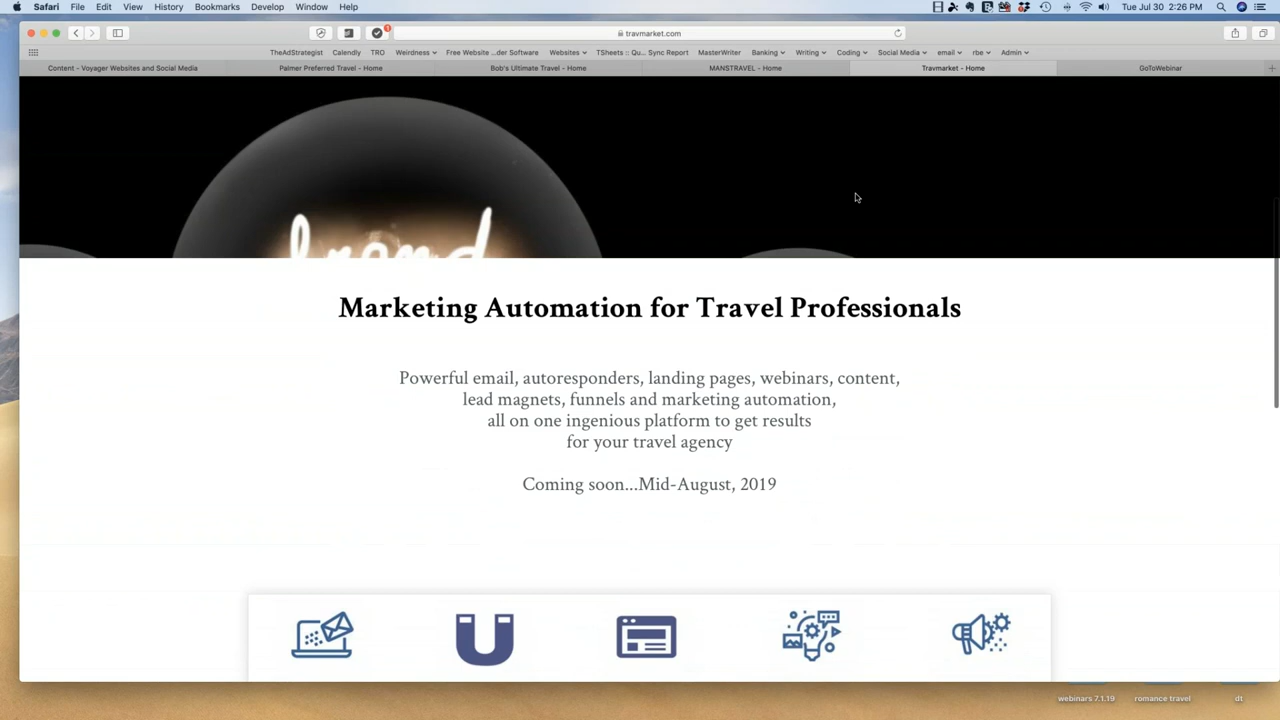 Safari File Edit View History Bookmarks Develop Window Help Tue Jul 30 2:26 PM
1
travmarket.com
TheAdStrategist Calendly TRO Weirdness Free Website ...der Software Websites TSheets :: Qu... Sync Report MasterWriter Banking Writing Coding Social Media email rbe Admin
Content – Voyager Websites and Social Media Palmer Preferred Travel - Home Bob's Ultimate Travel - Home MANSTRAVEL - Home Travmarket - Home GoToWebinar
brand
Marketing Automation for Travel Professionals
Powerful email, autoresponders, landing pages, webinars, content,
lead magnets, funnels and marketing automation,
all on one ingenious platform to get results
for your travel agency
Coming soon...Mid-August, 2019
webinars 7.1.19 romance travel dt